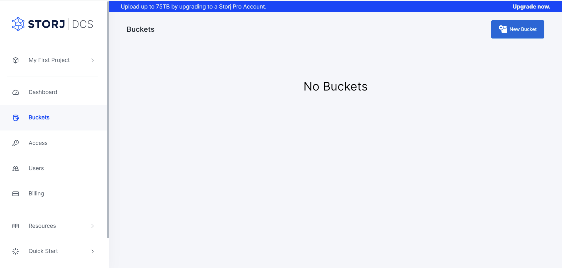 Upload up to 75TB by upgrading to a Storj Pro Account.
Upgrade now.
STORJ | DCS
Buckets
New Bucket
My First Project
No Buckets
Dashboard
Buckets
Access
Users
Billing
Resources
Quick Start